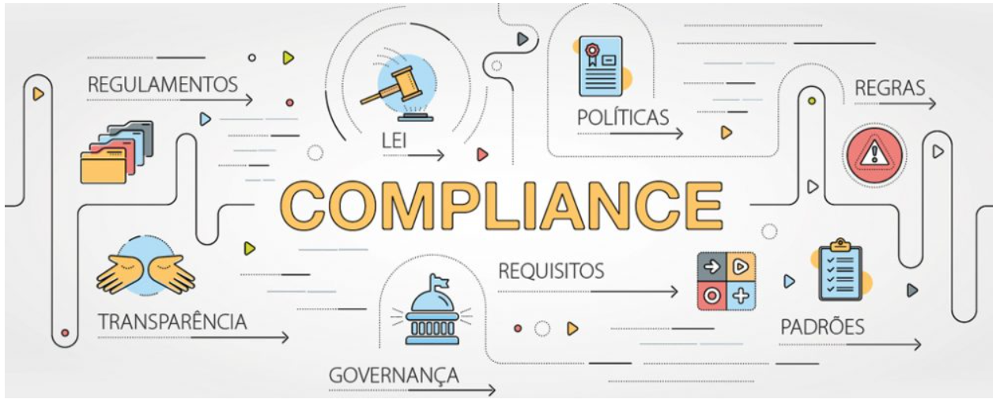 REGULAMENTOS
LEI
POLÍTICAS
REGRAS
COMPLIANCE
TRANSPARÊNCIA
GOVERNANÇA
REQUISITOS
PADRÕES